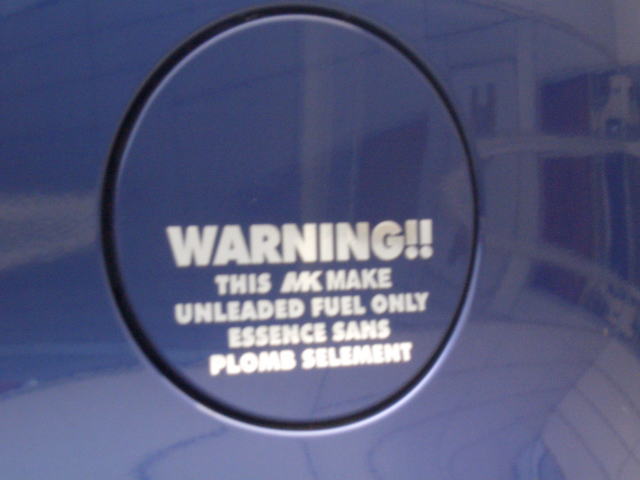 WARNING!!
THIS MK MAKE
UNLEADED FUEL ONLY
ESSENCE SANS
PLOMB SELEMENT